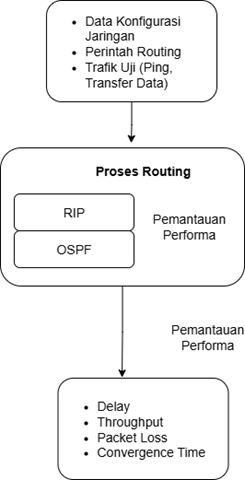 • Data Konfigurasi
Jaringan
• Perintah Routing
• Trafik Uji (Ping,
Transfer Data)
Proses Routing
RIP
OSPF
Pemantauan
Performa
Pemantauan
Performa
• Delay
• Throughput
• Packet Loss
• Convergence Time